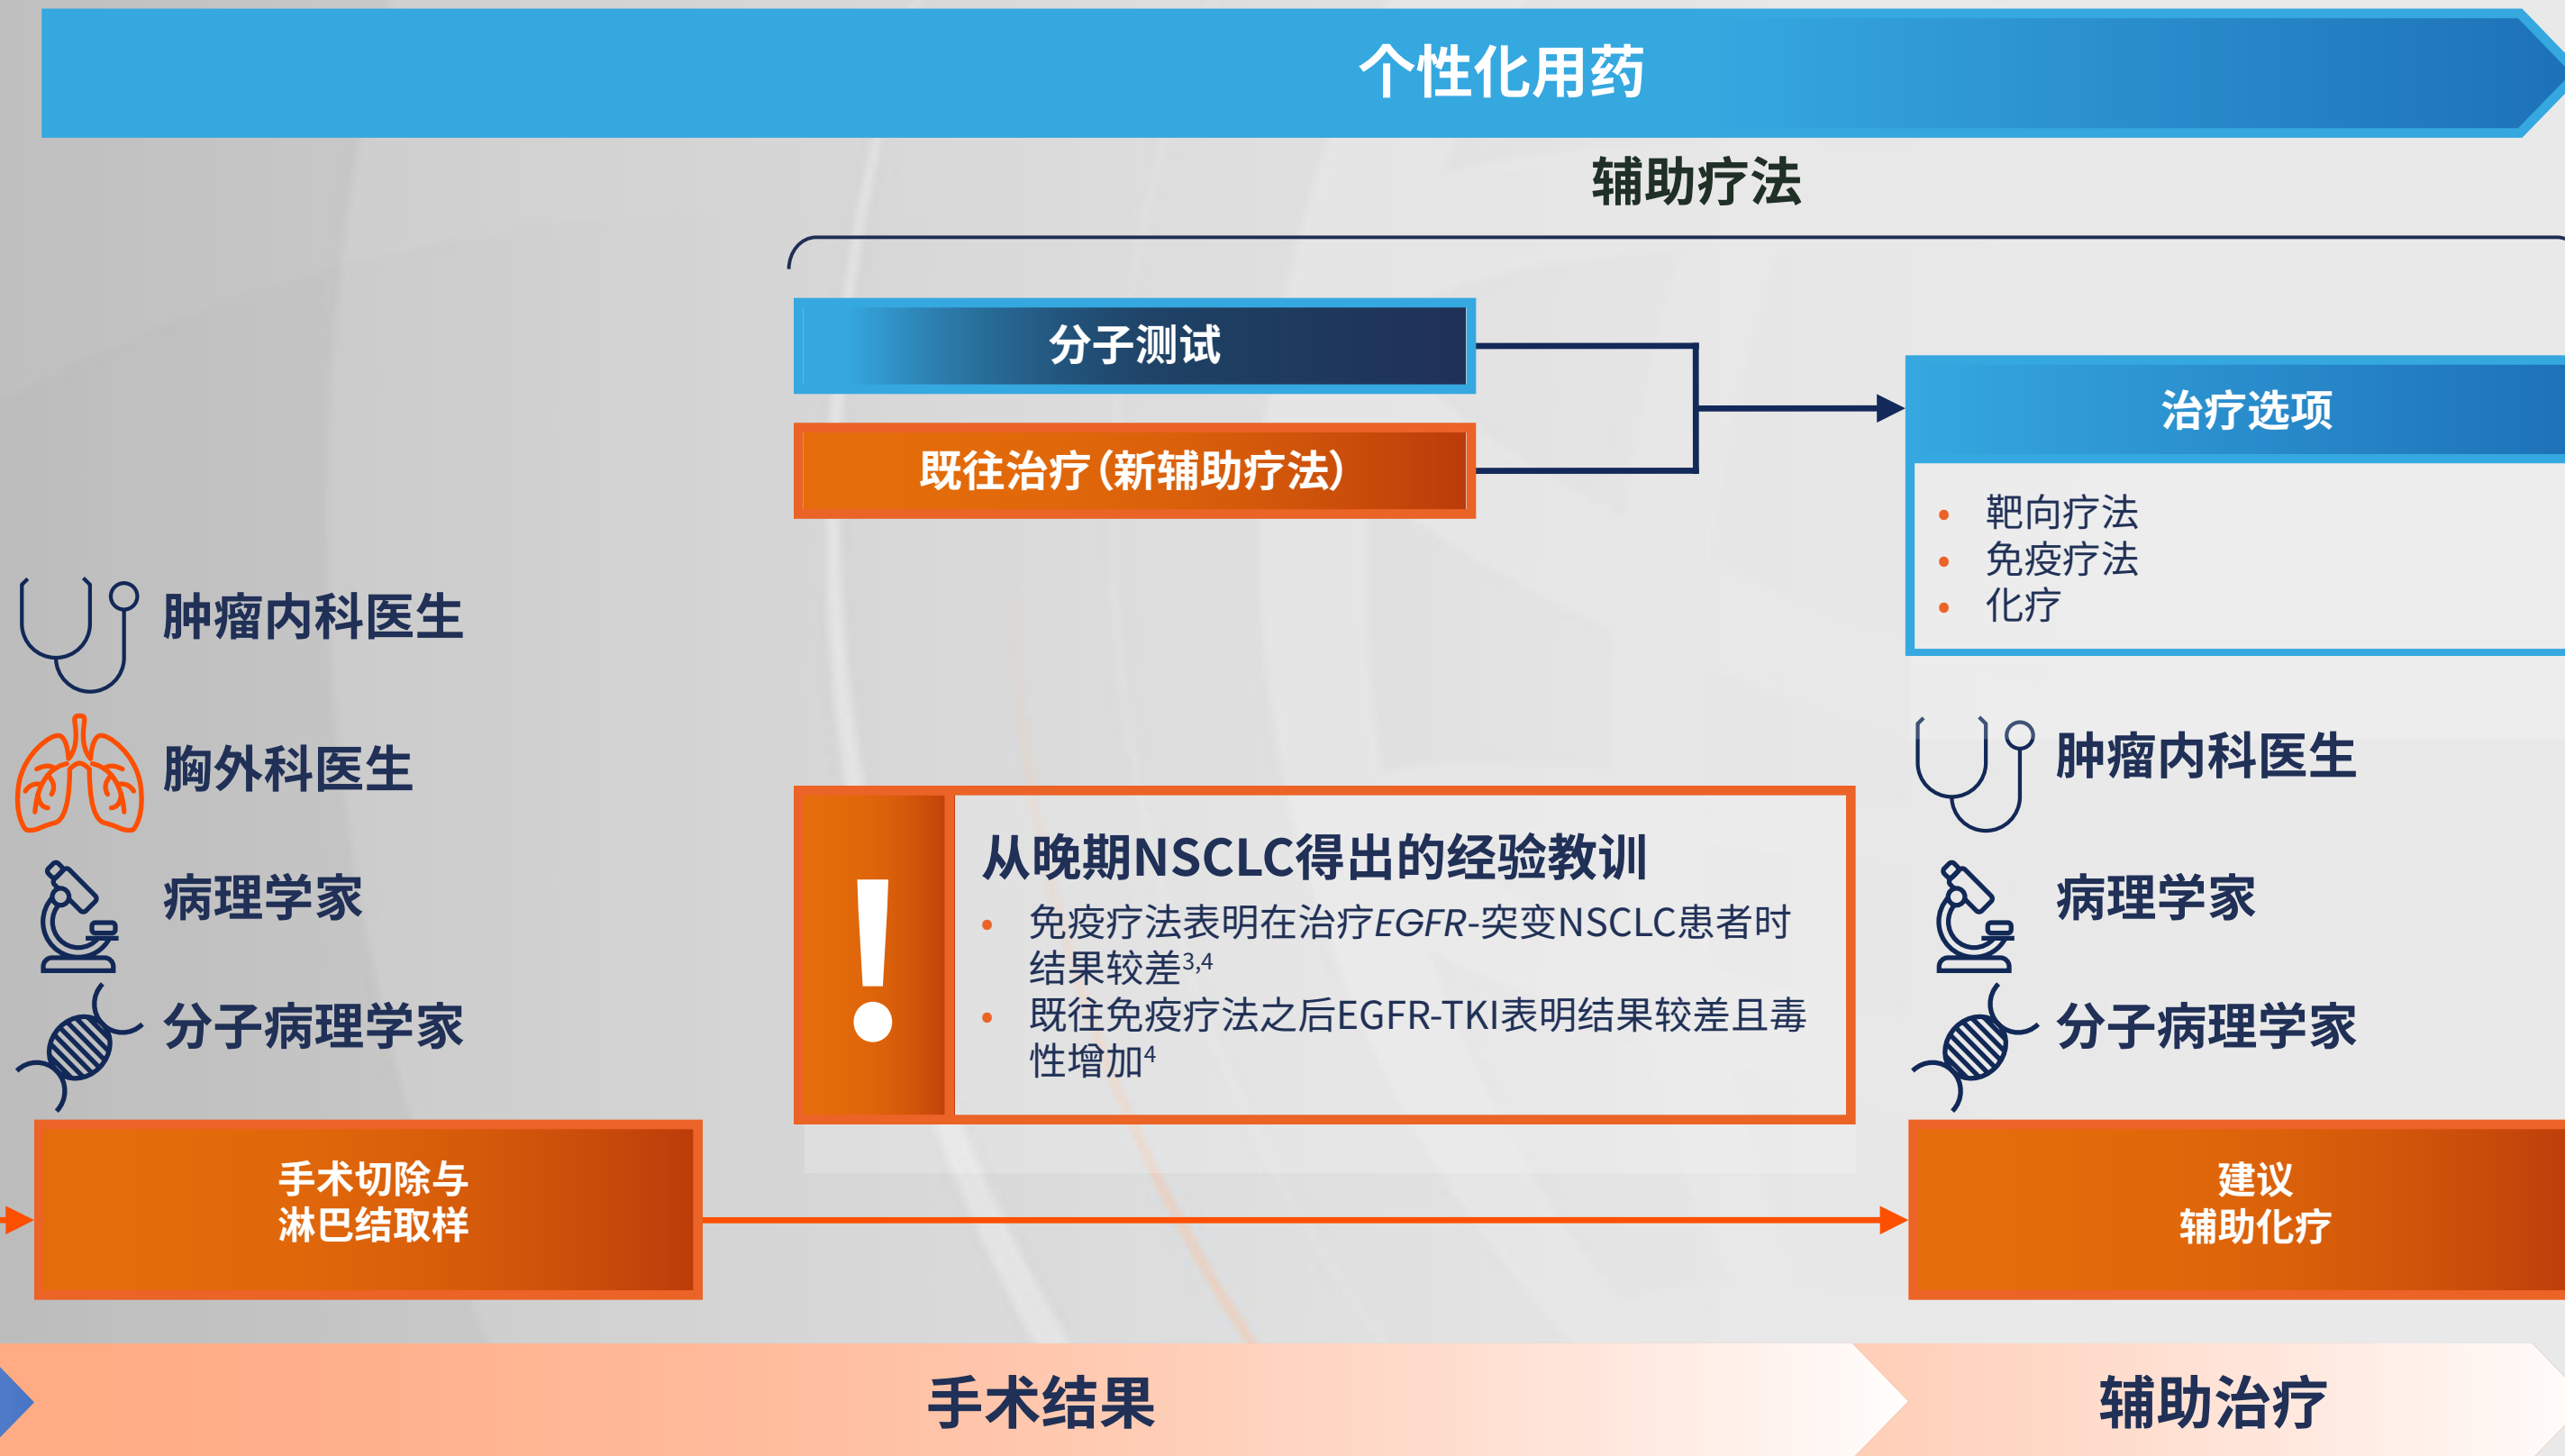 个性化用药
辅助疗法
分子测试
既往治疗(新辅助疗法)
治疗选项
• 靶向疗法
• 免疫疗法
• 化疗
肿瘤内科医生
胸外科医生
病理学家
分子病理学家
!
从晚期NSCLC得出的经验教训
• 免疫疗法表明在治疗EGFR-突变NSCLC患者时
结果较差3,4
• 既往免疫疗法之后EGFR-TKI表明结果较差且毒
性增加4
肿瘤内科医生
病理学家
分子病理学家
手术切除与
淋巴结取样
建议
辅助化疗
手术结果
辅助治疗